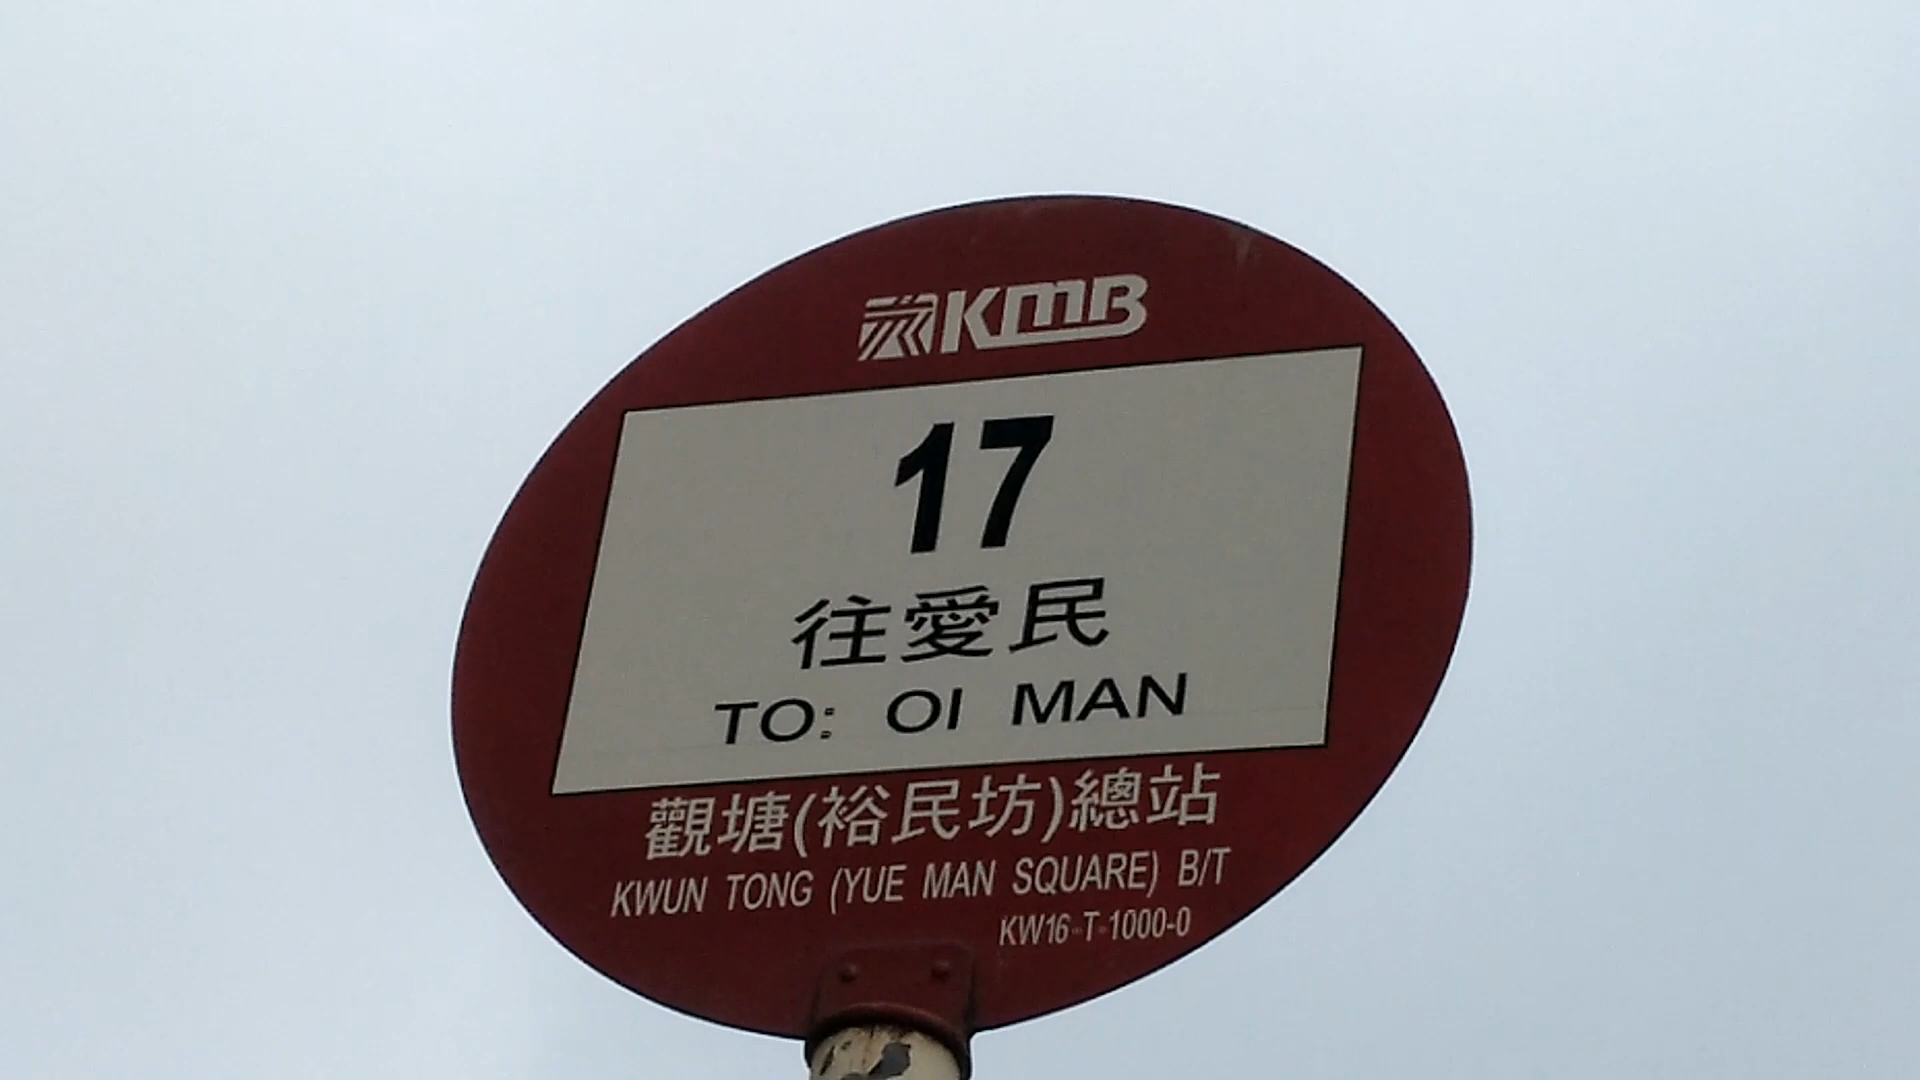 KMB
17
往愛民
TO: OI MAN
觀塘(裕民坊)總站
KWUN TONG (YUE MAN SQUARE) B/T
KW16-T-1000-0